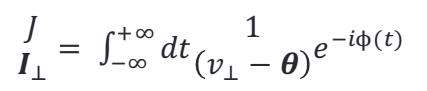 J
I⊥ = ∫−∞+∞ dt 1 (v⊥ − θ) e−iϕ(t)